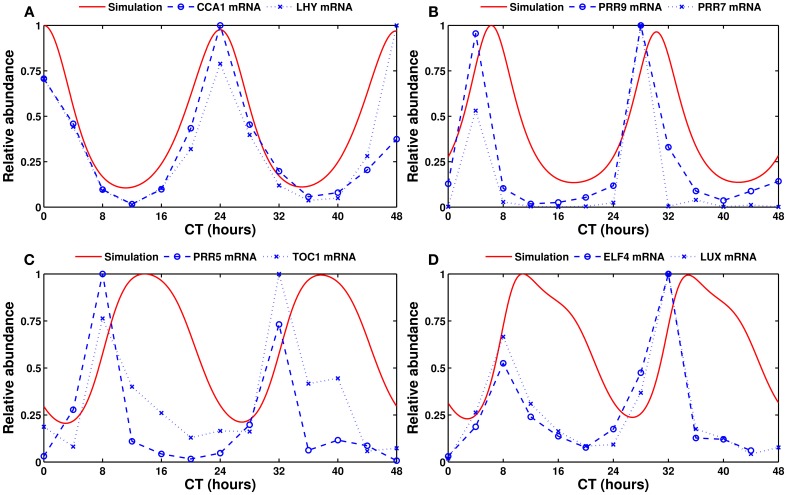 A
Simulation CCA1 mRNA LHY mRNA
Relative abundance
1
0.75
0.5
0.25
0
0 8 16 24 32 40 48
CT (hours)
B
Simulation PRR9 mRNA PRR7 mRNA
Relative abundance
1
0.75
0.5
0.25
0
0 8 16 24 32 40 48
CT (hours)
C
Simulation PRR5 mRNA TOC1 mRNA
Relative abundance
1
0.75
0.5
0.25
0
0 8 16 24 32 40 48
CT (hours)
D
Simulation ELF4 mRNA LUX mRNA
Relative abundance
1
0.75
0.5
0.25
0
0 8 16 24 32 40 48
CT (hours)